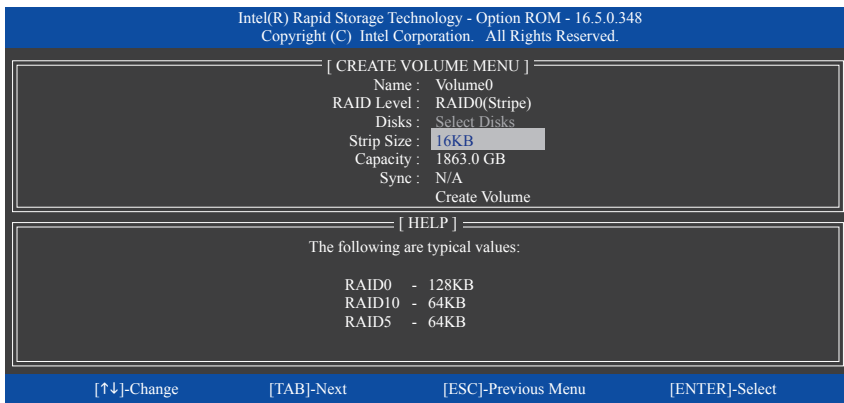 Intel(R) Rapid Storage Technology - Option ROM - 16.5.0.348
Copyright (C) Intel Corporation. All Rights Reserved.
[ CREATE VOLUME MENU ]
Name : Volume0
RAID Level : RAID0(Stripe)
Disks : Select Disks
Strip Size : 16KB
Capacity : 1863.0 GB
Sync : N/A
Create Volume
[ HELP ]
The following are typical values:
RAID0 - 128KB
RAID10 - 64KB
RAID5 - 64KB
[↑↓]-Change [TAB]-Next [ESC]-Previous Menu [ENTER]-Select